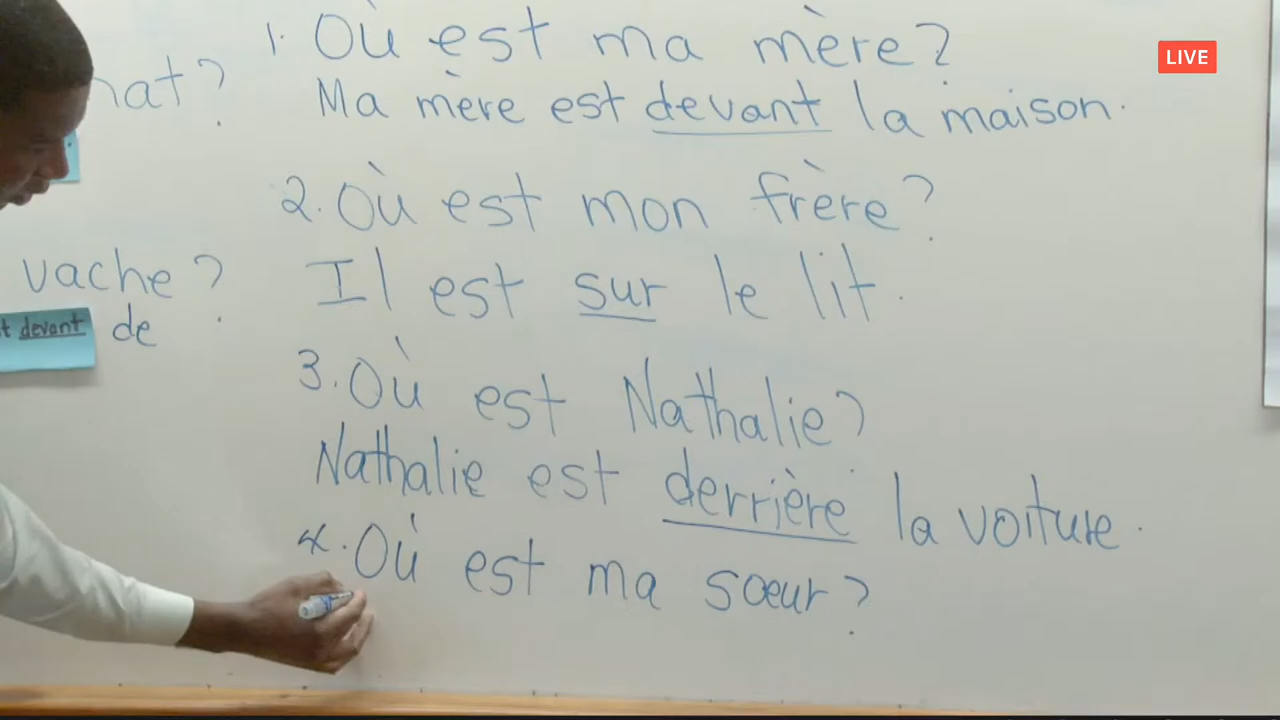 vache?
devant de
1. Où est ma mère?
Ma mère est devant la maison.
2. Où est mon frère?
Il est sur le lit.
3. Où est Nathalie?
Nathalie est derrière la voiture.
4. Où est ma sœur?
LIVE